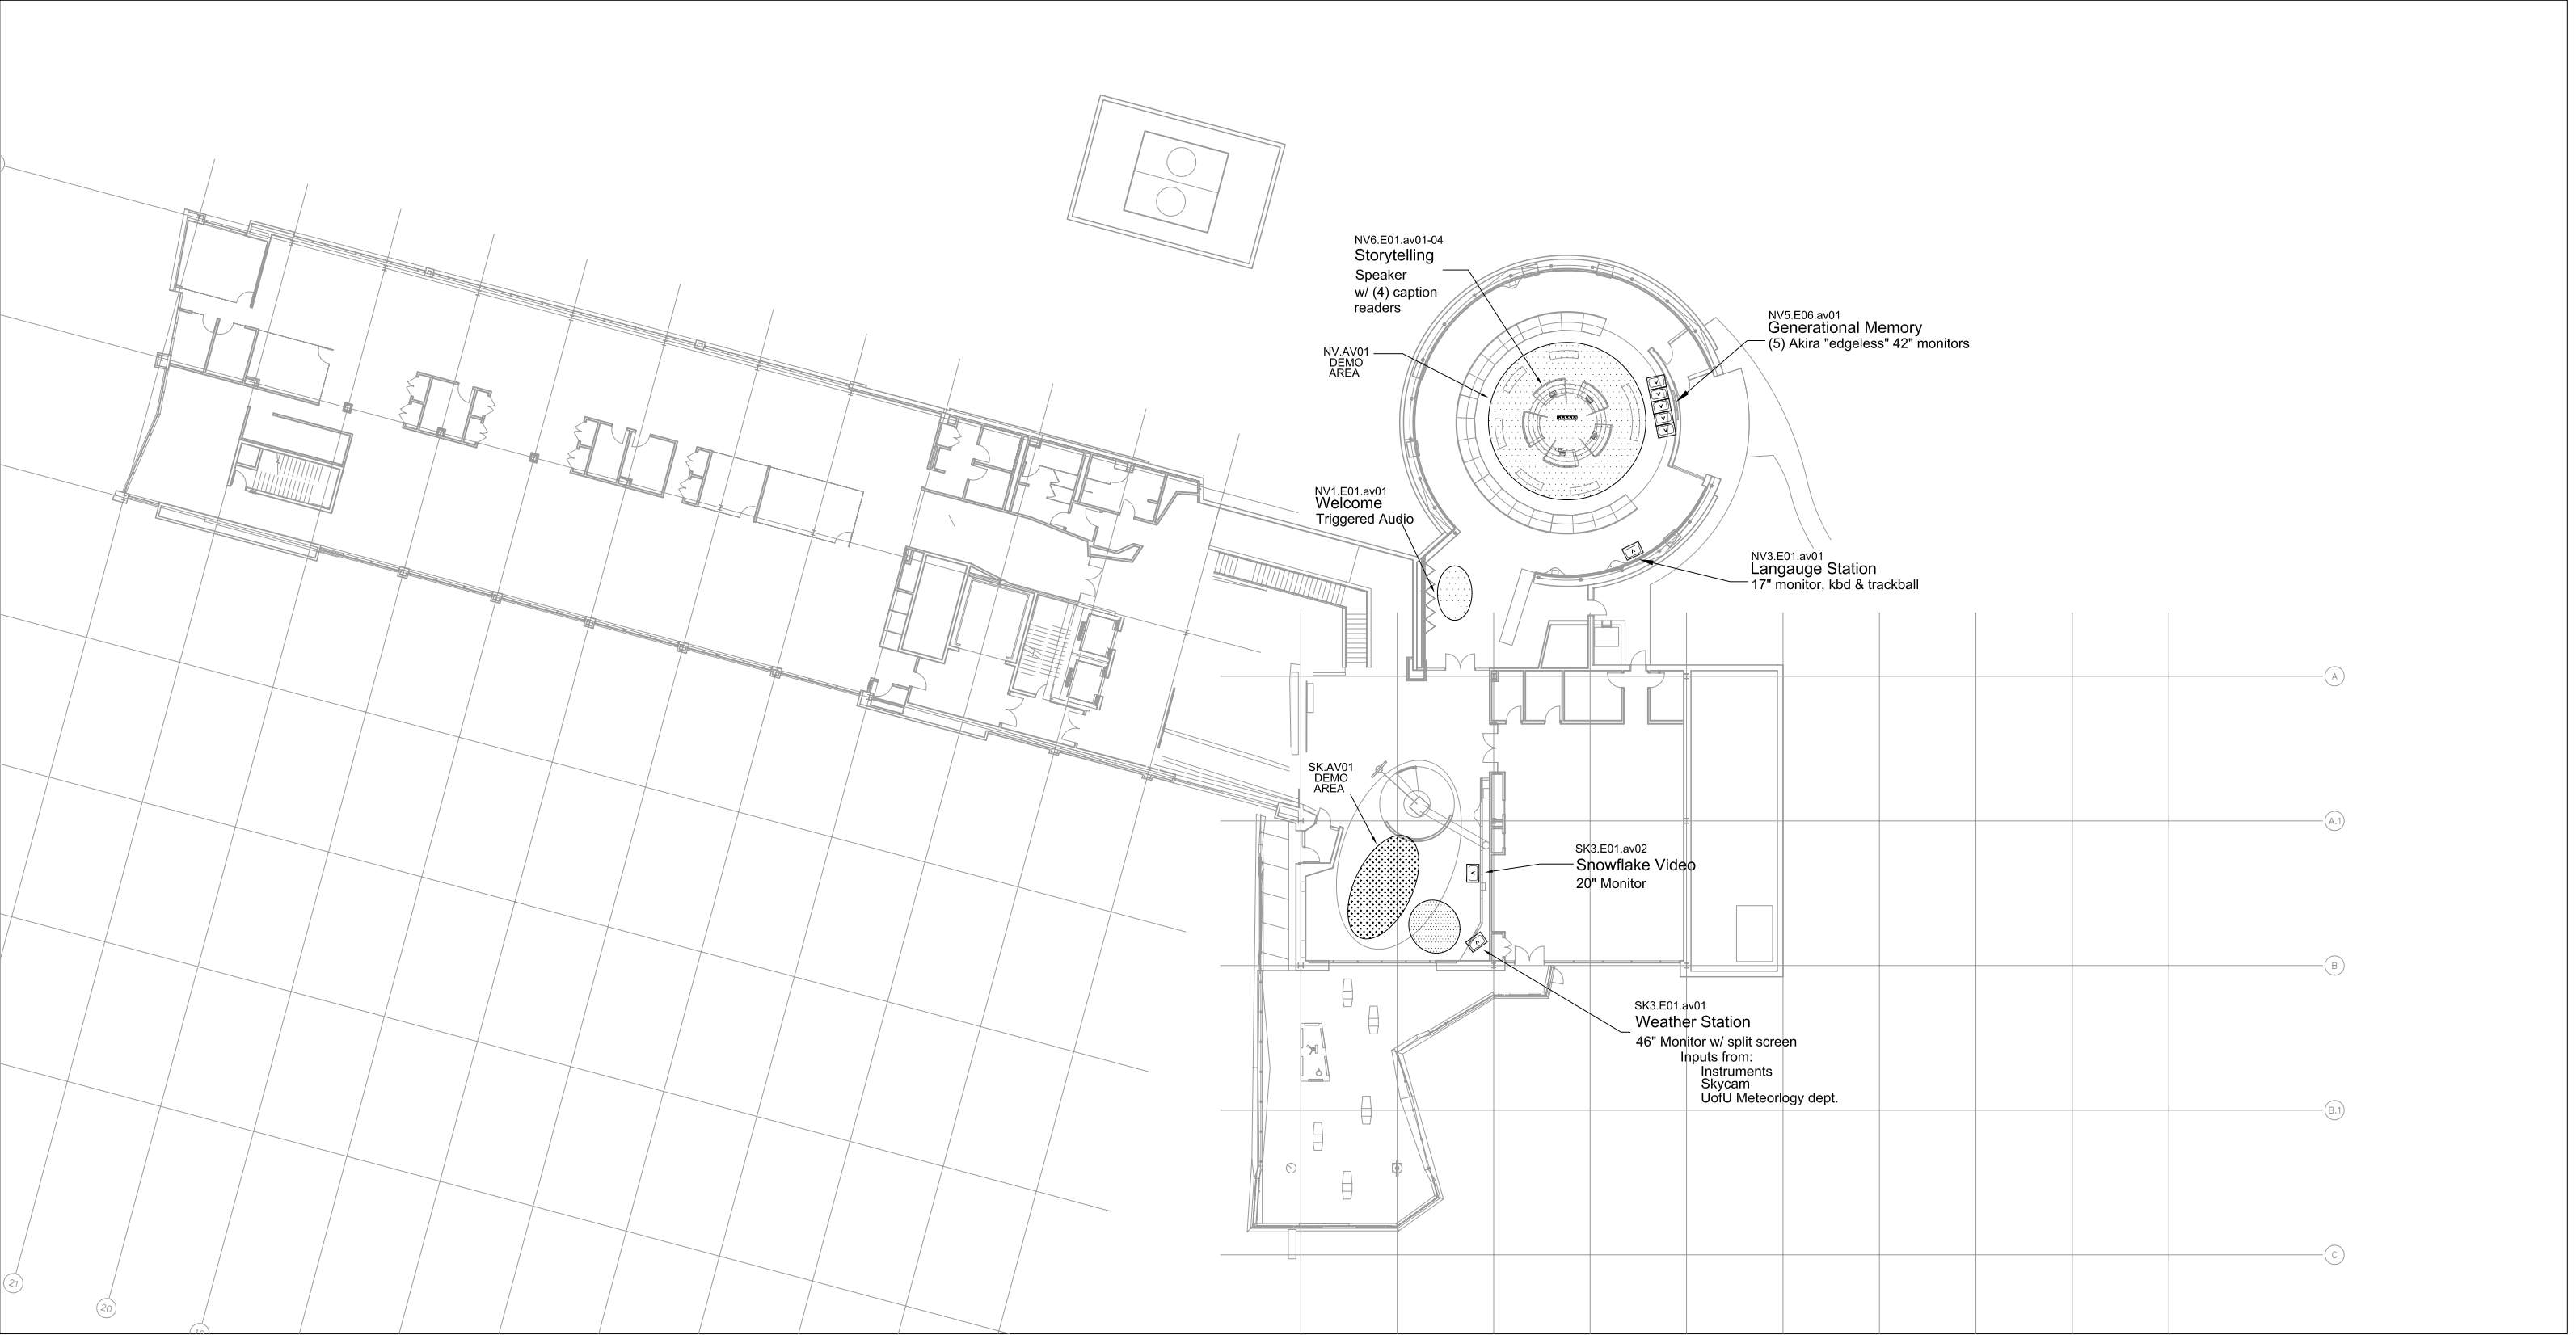 NV6.E01.av01-04
Storytelling
Speaker
w/ (4) caption
readers
NV5.E06.av01
Generational Memory
(5) Akira "edgeless" 42" monitors
NV.AV01
DEMO
AREA
NV1.E01.av01
Welcome
Triggered Audio
NV3.E01.av01
Langauge Station
17" monitor, kbd & trackball
A
SK.AV01
DEMO
AREA
A.1
SK3.E01.av02
Snowflake Video
20" Monitor
B
SK3.E01.av01
Weather Station
46" Monitor w/ split screen
Inputs from:
Instruments
Skycam
UofU Meteorlogy dept.
B.1
C
21
20